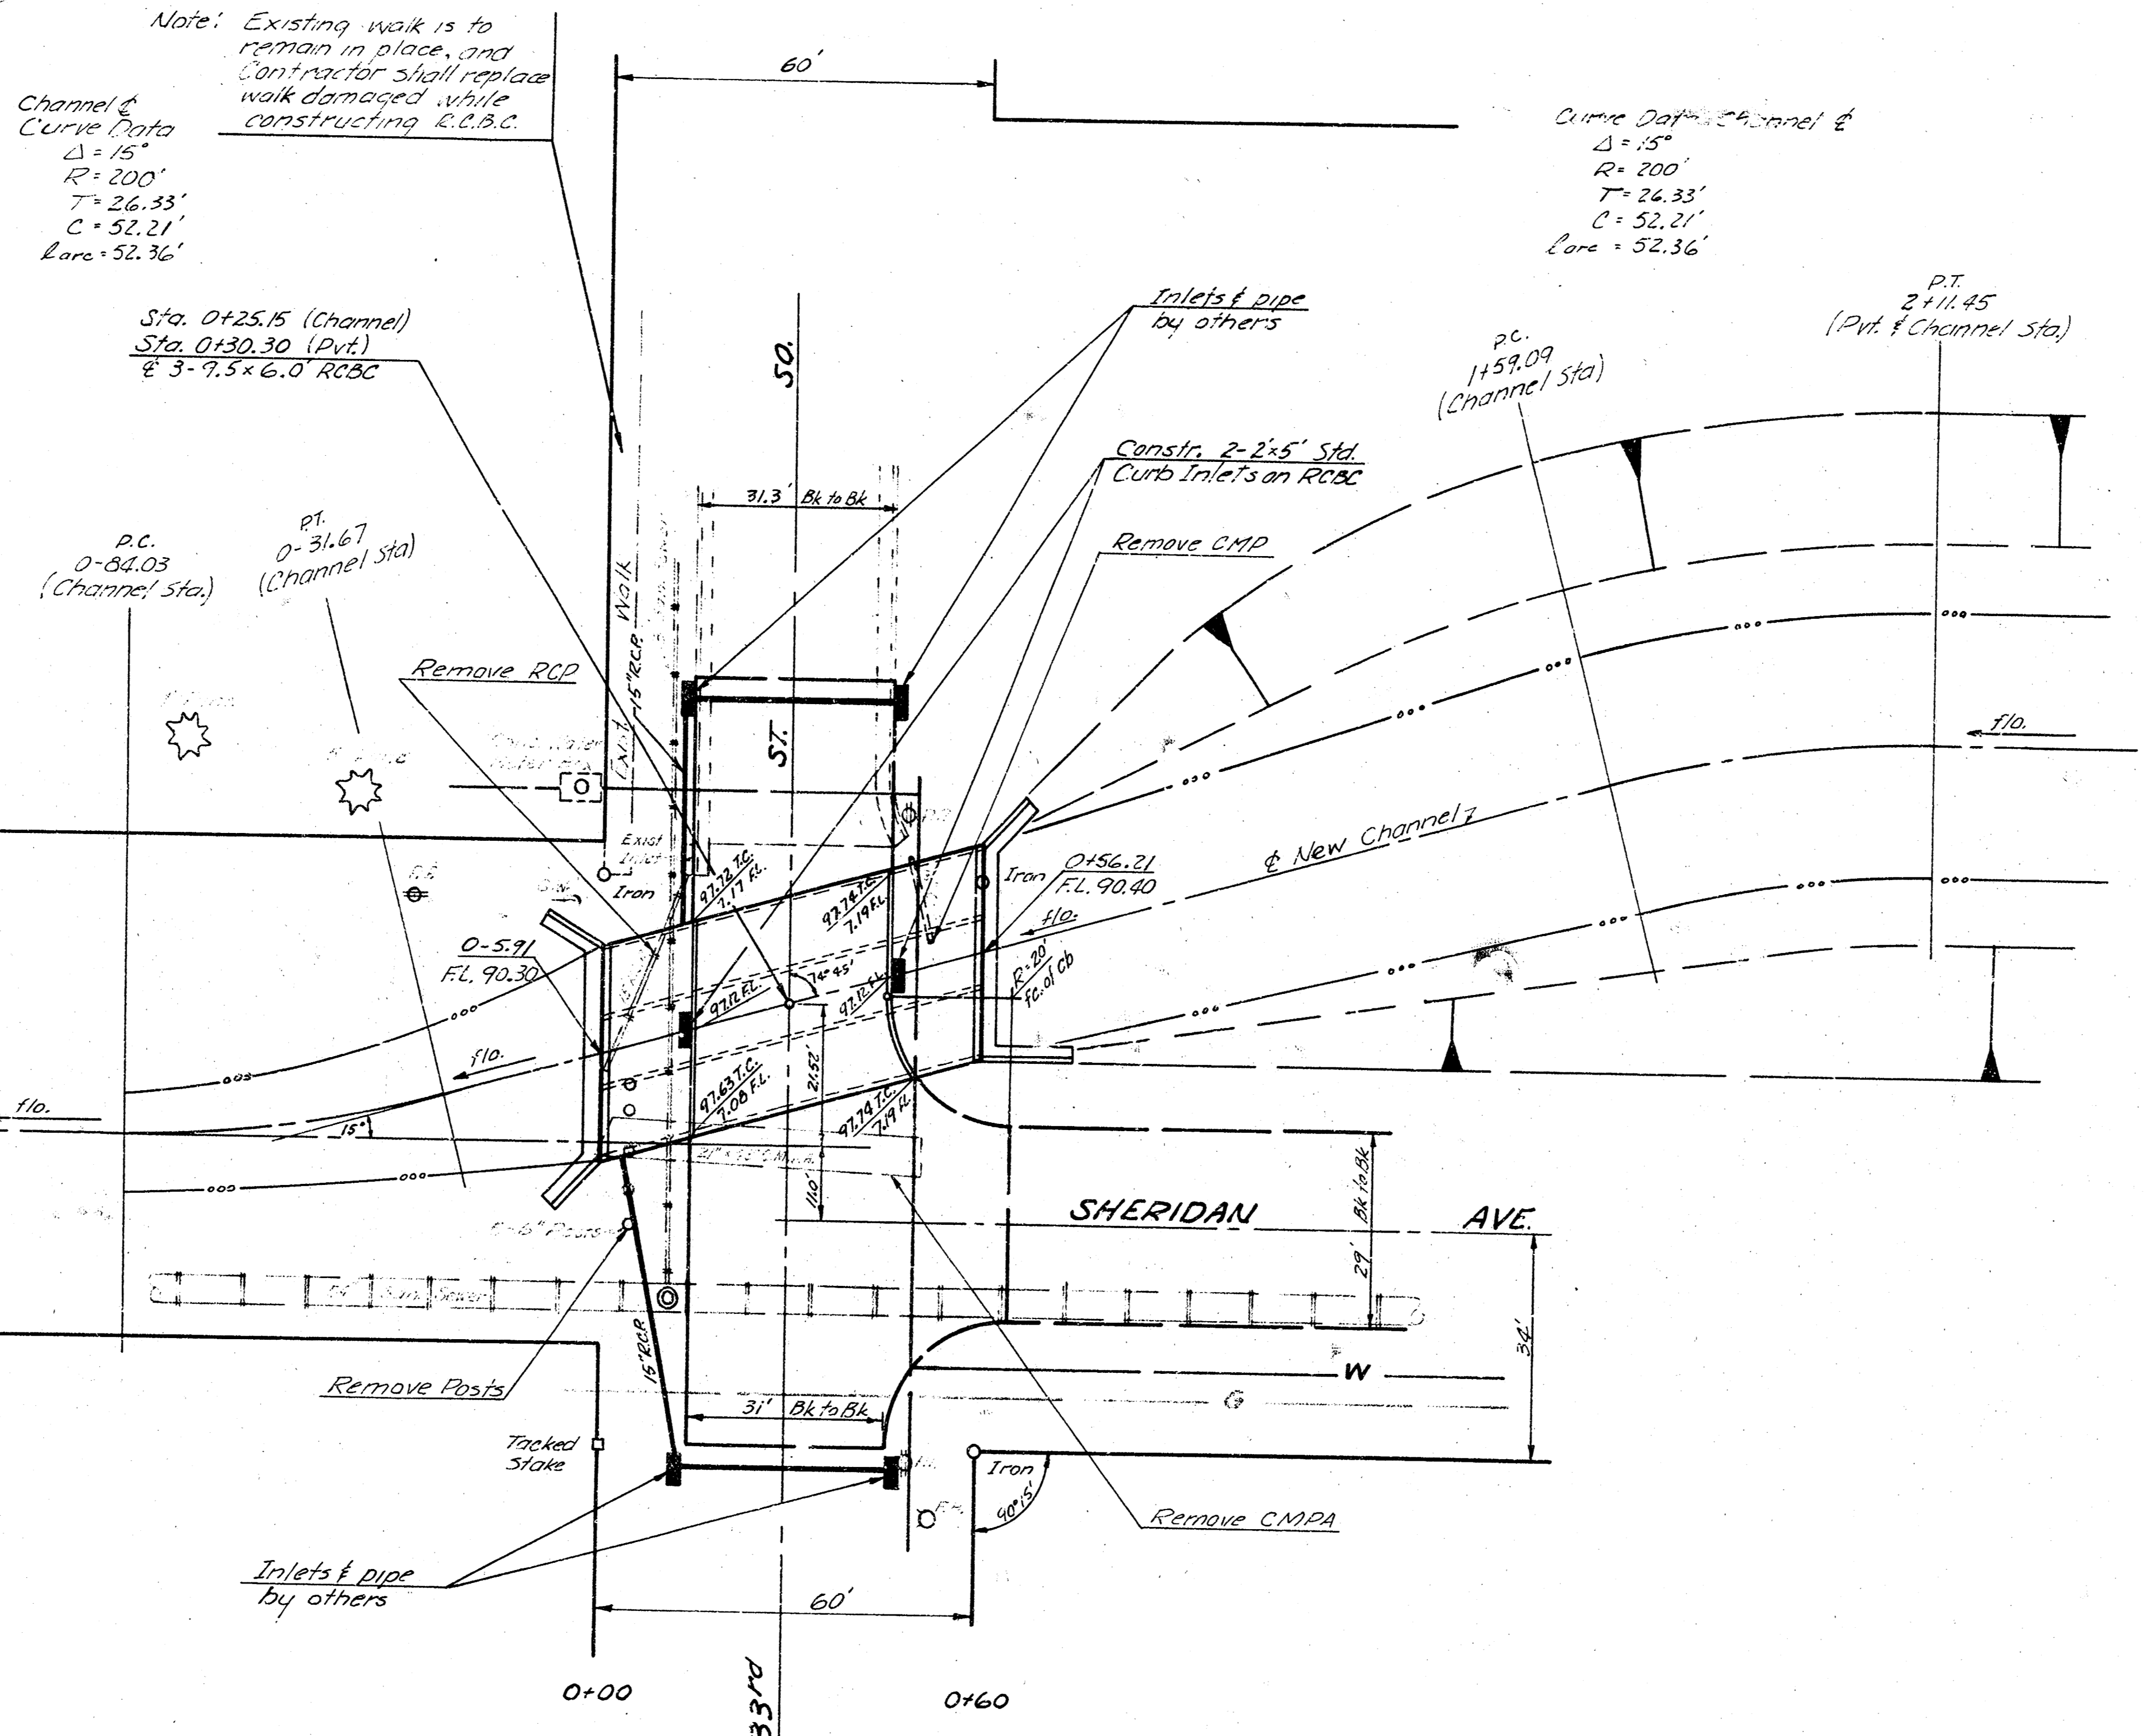 Note: Existing walk is to
remain in place, and
Contractor shall replace
walk damaged while
constructing R.C.B.C.
Channel ℄
Curve Data
Δ = 15°
R = 200'
T = 26.33'
C = 52.21'
ℓarc = 52.36'
60'
Curve Data Channel ℄
Δ = 15°
R = 200'
T = 26.33'
C = 52.21'
ℓarc = 52.36'
Sta. 0+25.15 (Channel)
Sta. 0+30.30 (Pvt.)
℄ 3-9.5 x 6.0' RCBC
SO.
Inlets & pipe
by others
P.T.
2+11.45
(Pvt. & Channel Sta.)
P.C.
1+59.09
(Channel Sta)
Constr. 2-2'x5' Std.
Curb Inlets on RCBC
31.3' Bk to Bk
Remove CMP
P.C.
0-84.03
(Channel Sta.)
P.T.
0-31.67
(Channel Sta)
Walk
Exist
15" R.C.P.
Remove RCP
ST.
flo.
℄ New Channel
Exist
Inlet
Iron
97.72 T.C.
7.17 F.L.
97.74 T.C.
7.19 F.L.
Iron
0+56.21
F.L. 90.40
flo.
0-5.91
F.L. 90.30
74°45'
97.12 F.L.
97.12 F.L.
R=20'
fc. of Cb
flo.
21.52'
97.63 T.C.
7.08 F.L.
97.74 T.C.
7.19 F.L.
flo.
15°
11.0'
SHERIDAN AVE.
29' Bk to Bk
6" Posts
San. Sewer
34'
15" R.C.P.
Remove Posts
W
G
31' Bk to Bk
Tacked
Stake
Iron
90°15'
F.H.
Remove CMPA
Inlets & pipe
by others
60'
0+00
0+60
33rd